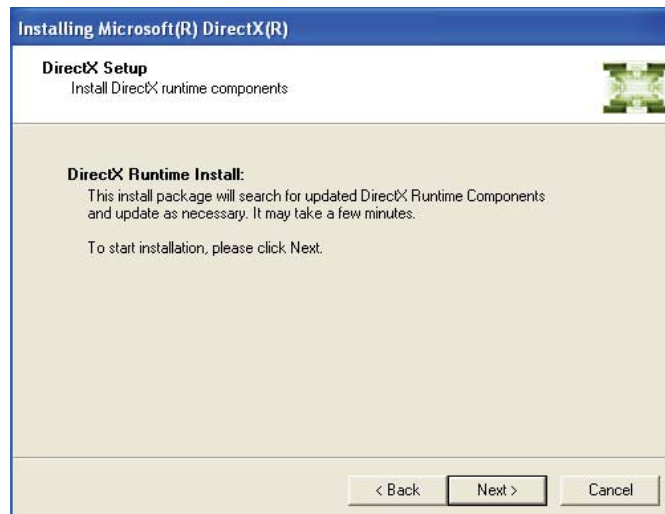 Installing Microsoft(R) DirectX(R)
DirectX Setup
Install DirectX runtime components
DirectX Runtime Install:
This install package will search for updated DirectX Runtime Components
and update as necessary. It may take a few minutes.
To start installation, please click Next.
< Back
Next >
Cancel